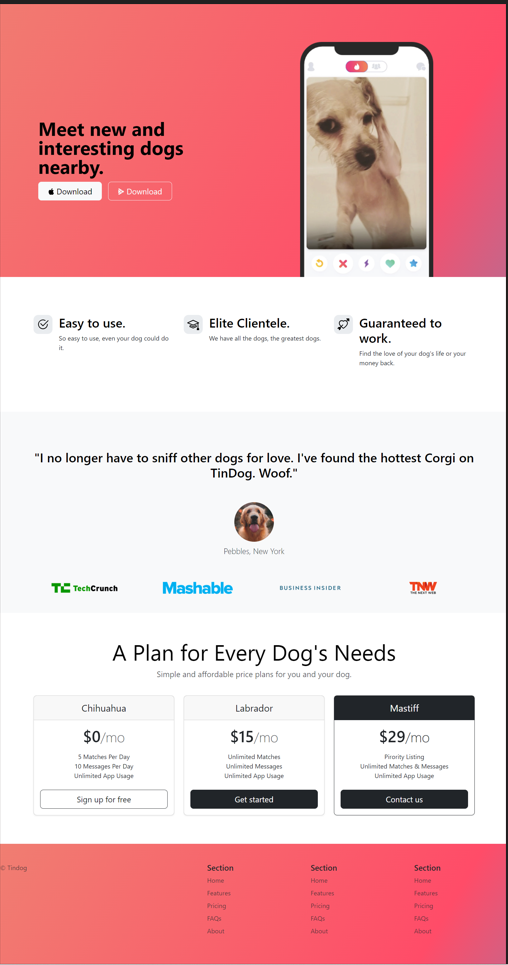 Meet new and
interesting dogs
nearby.
Download
Download
Easy to use.
So easy to use, even your dog could do
it.
Elite Clientele.
We have all the dogs, the greatest dogs.
Guaranteed to
work.
Find the love of your dog's life or your
money back.
"I no longer have to sniff other dogs for love. I've found the hottest Corgi on
TinDog. Woof."
Pebbles, New York
TC TechCrunch
Mashable
BUSINESS INSIDER
TNW
THE NEXT WEB
A Plan for Every Dog's Needs
Simple and affordable price plans for you and your dog.
Chihuahua
$0/mo
5 Matches Per Day
10 Messages Per Day
Unlimited App Usage
Sign up for free
Labrador
$15/mo
Unlimited Matches
Unlimited Messages
Unlimited App Usage
Get started
Mastiff
$29/mo
Pirority Listing
Unlimited Matches & Messages
Unlimited App Usage
Contact us
© Tindog
Section
Home
Features
Pricing
FAQs
About
Section
Home
Features
Pricing
FAQs
About
Section
Home
Features
Pricing
FAQs
About